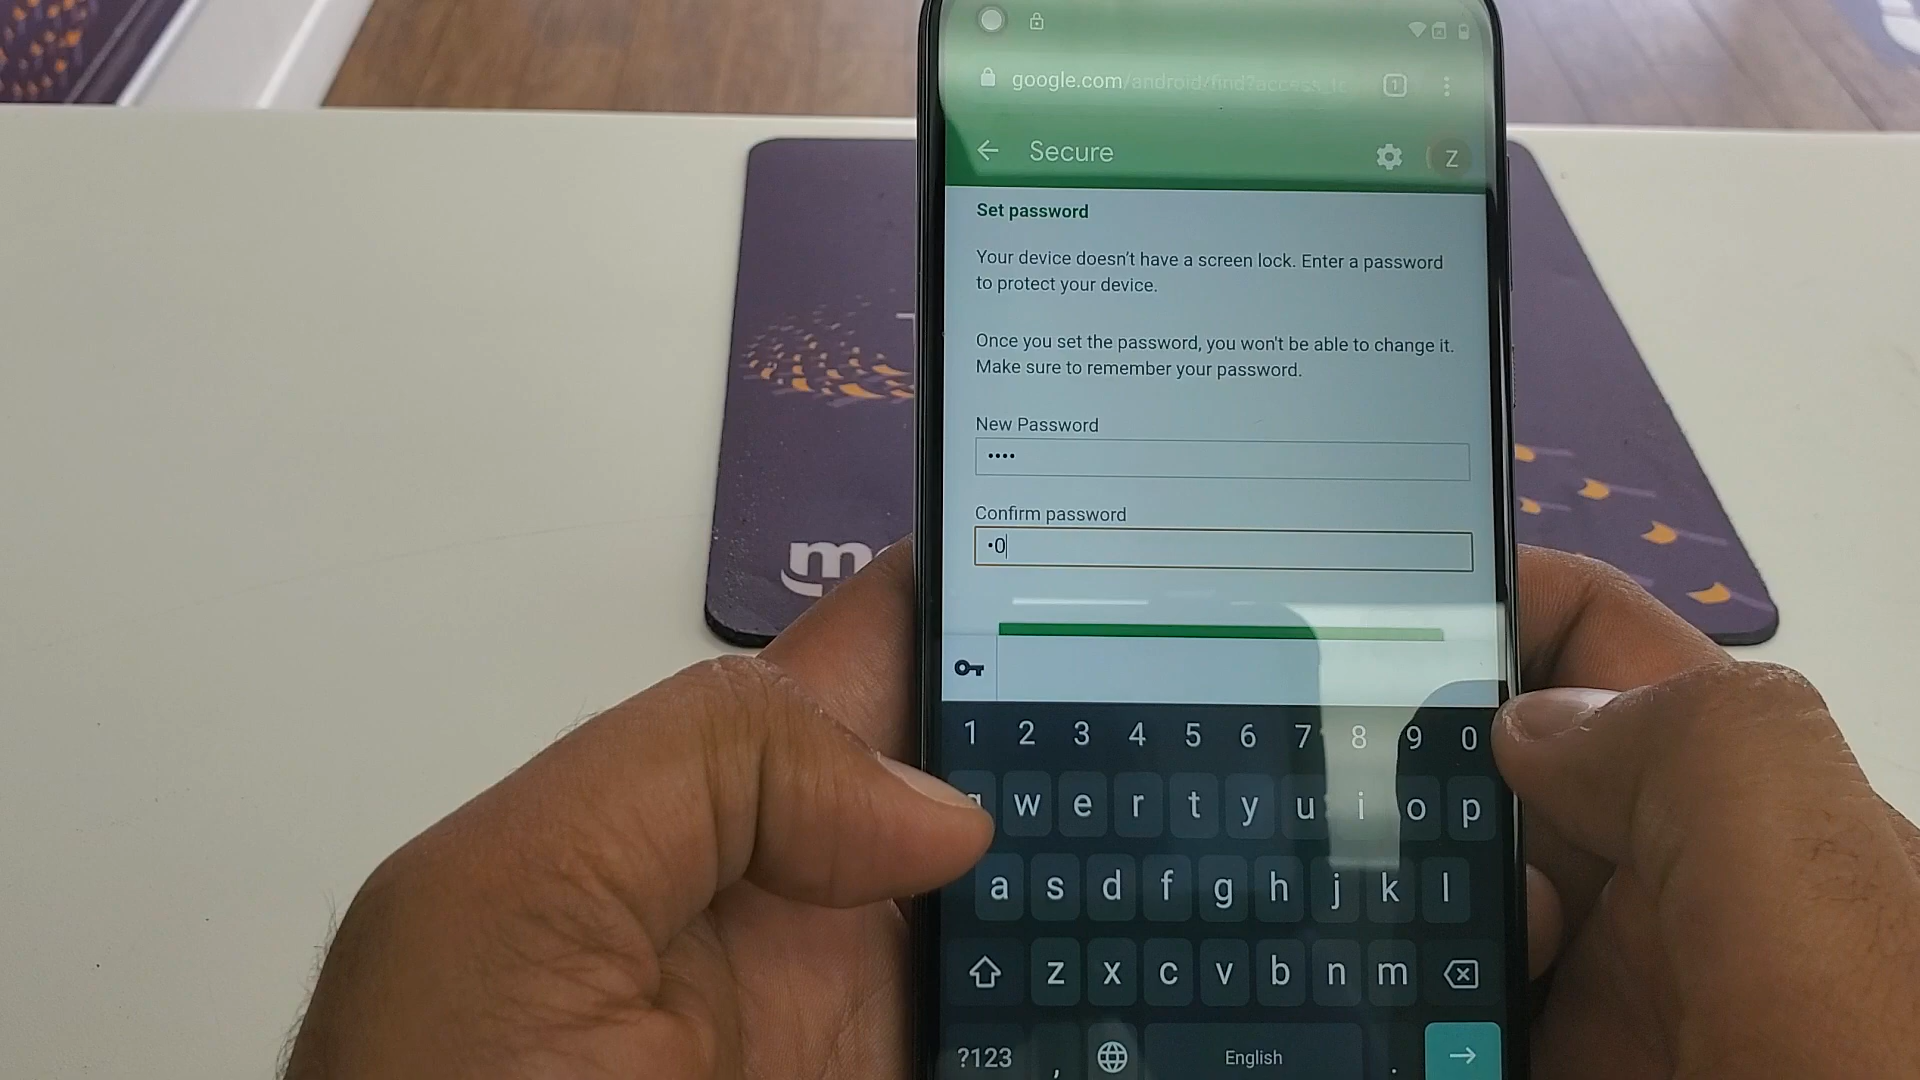 google.com/android/find?access_t
1
Secure
Z
Set password
Your device doesn't have a screen lock. Enter a password
to protect your device.
Once you set the password, you won't be able to change it.
Make sure to remember your password.
New Password
••••
Confirm password
•0
1 2 3 4 5 6 7 8 9 0
q w e r t y u i o p
a s d f g h j k l
z x c v b n m
?123 , English .